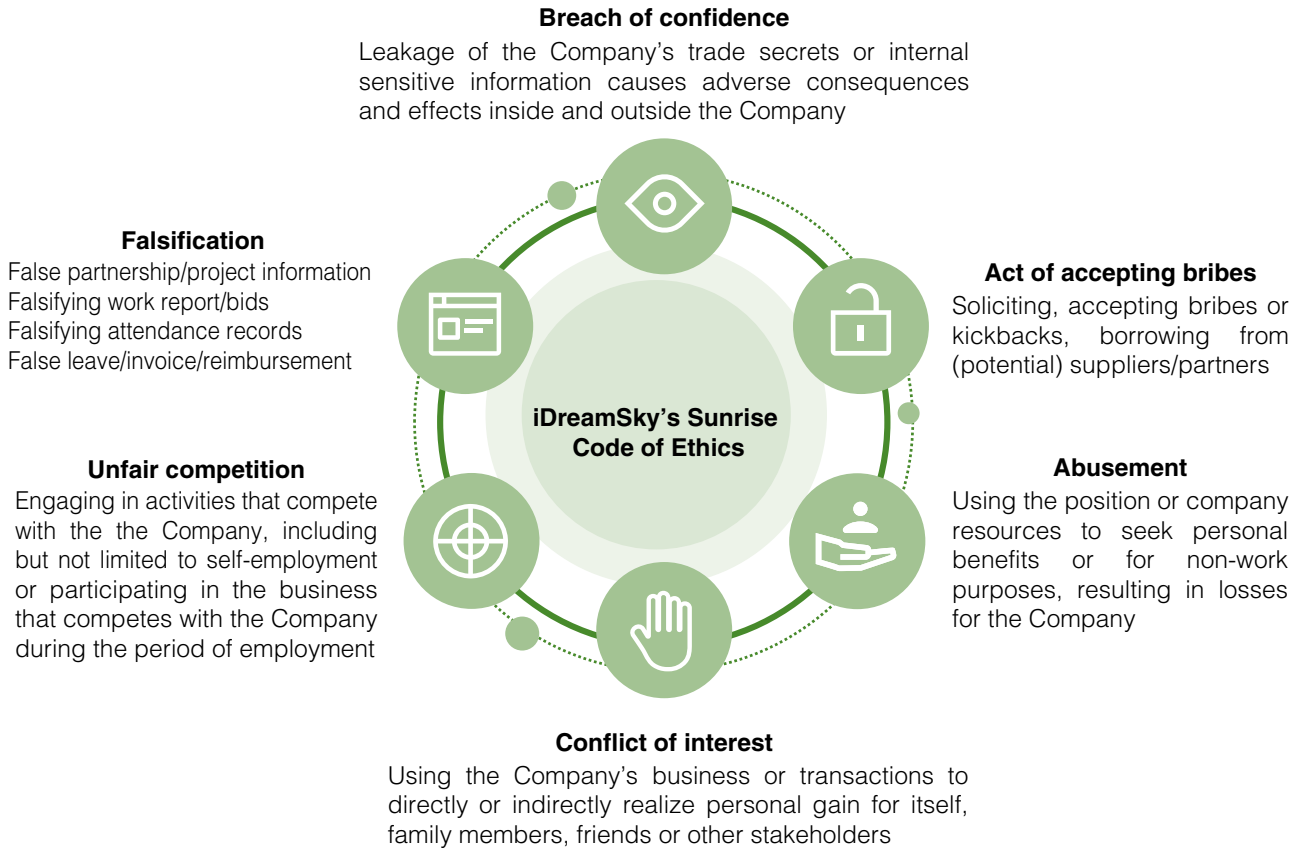 Breach of confidence
Leakage of the Company's trade secrets or internal
sensitive information causes adverse consequences
and effects inside and outside the Company
Falsification
False partnership/project information
Falsifying work report/bids
Falsifying attendance records
False leave/invoice/reimbursement
Act of accepting bribes
Soliciting, accepting bribes or
kickbacks, borrowing from
(potential) suppliers/partners
iDreamSky's Sunrise
Code of Ethics
Unfair competition
Engaging in activities that compete
with the the Company, including
but not limited to self-employment
or participating in the business
that competes with the Company
during the period of employment
Abusement
Using the position or company
resources to seek personal
benefits or for non-work
purposes, resulting in losses
for the Company
Conflict of interest
Using the Company's business or transactions to
directly or indirectly realize personal gain for itself,
family members, friends or other stakeholders